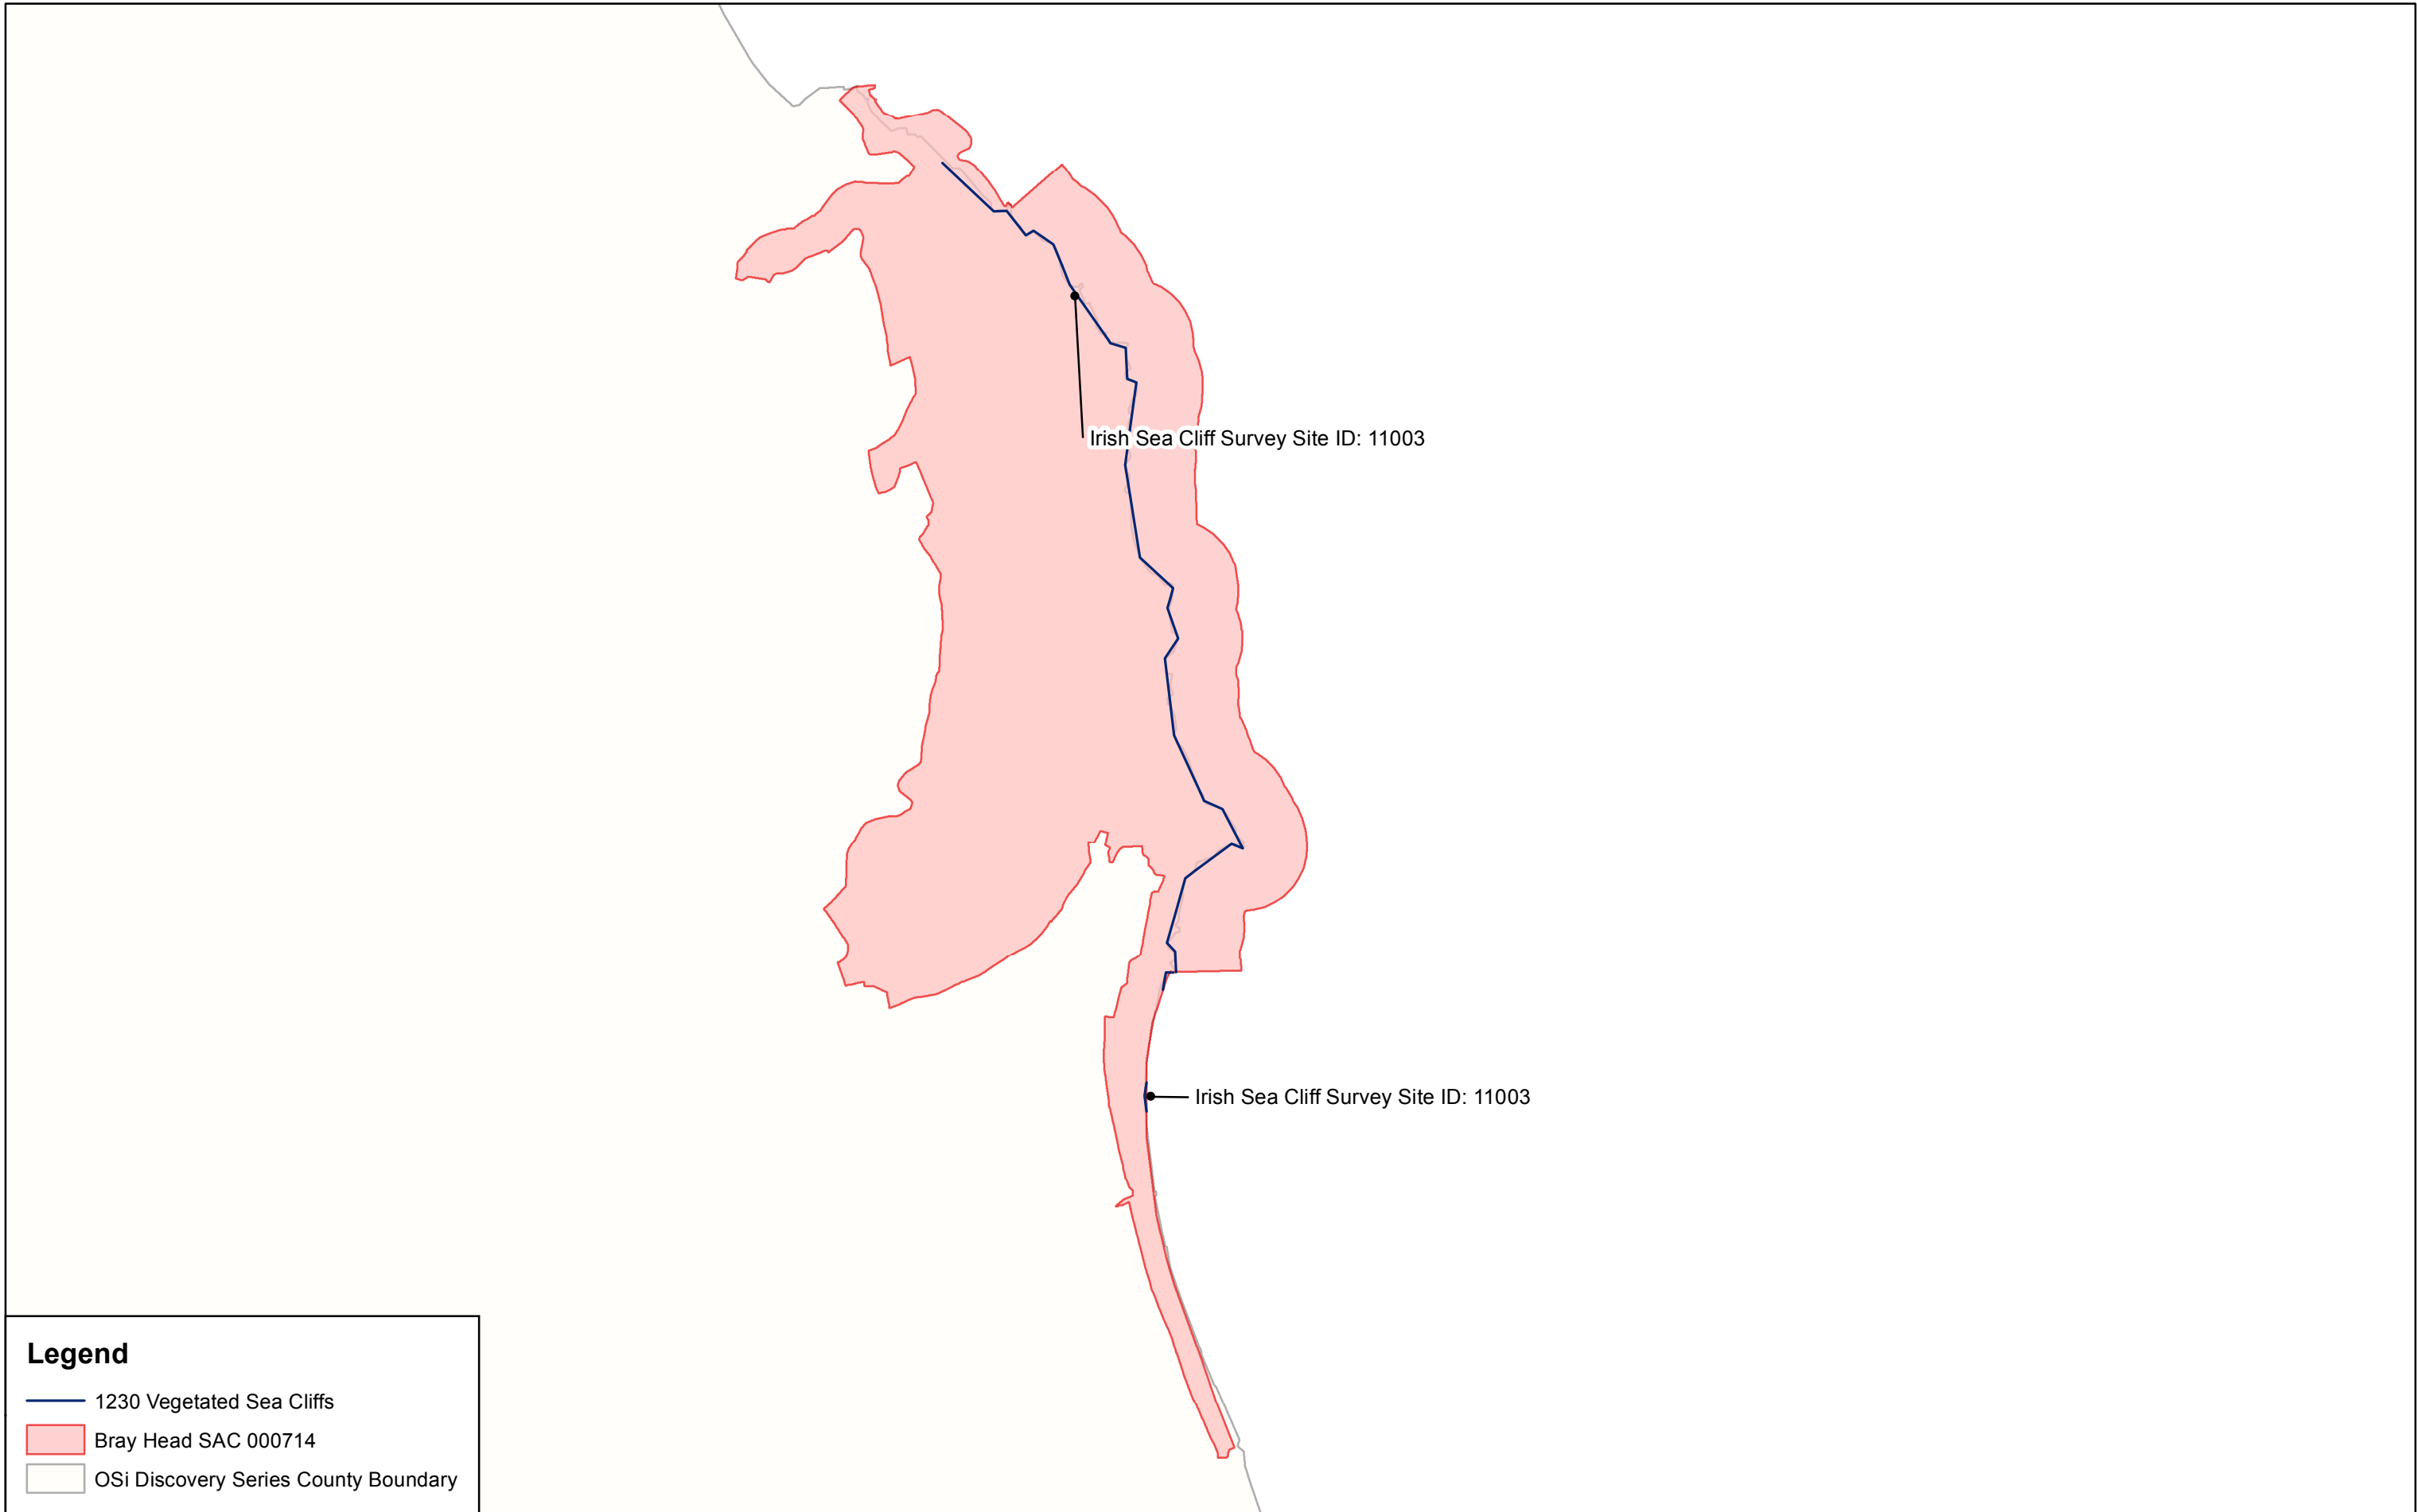 Irish Sea Cliff Survey Site ID: 11003
Irish Sea Cliff Survey Site ID: 11003
Legend
1230 Vegetated Sea Cliffs
Bray Head SAC 000714
OSi Discovery Series County Boundary